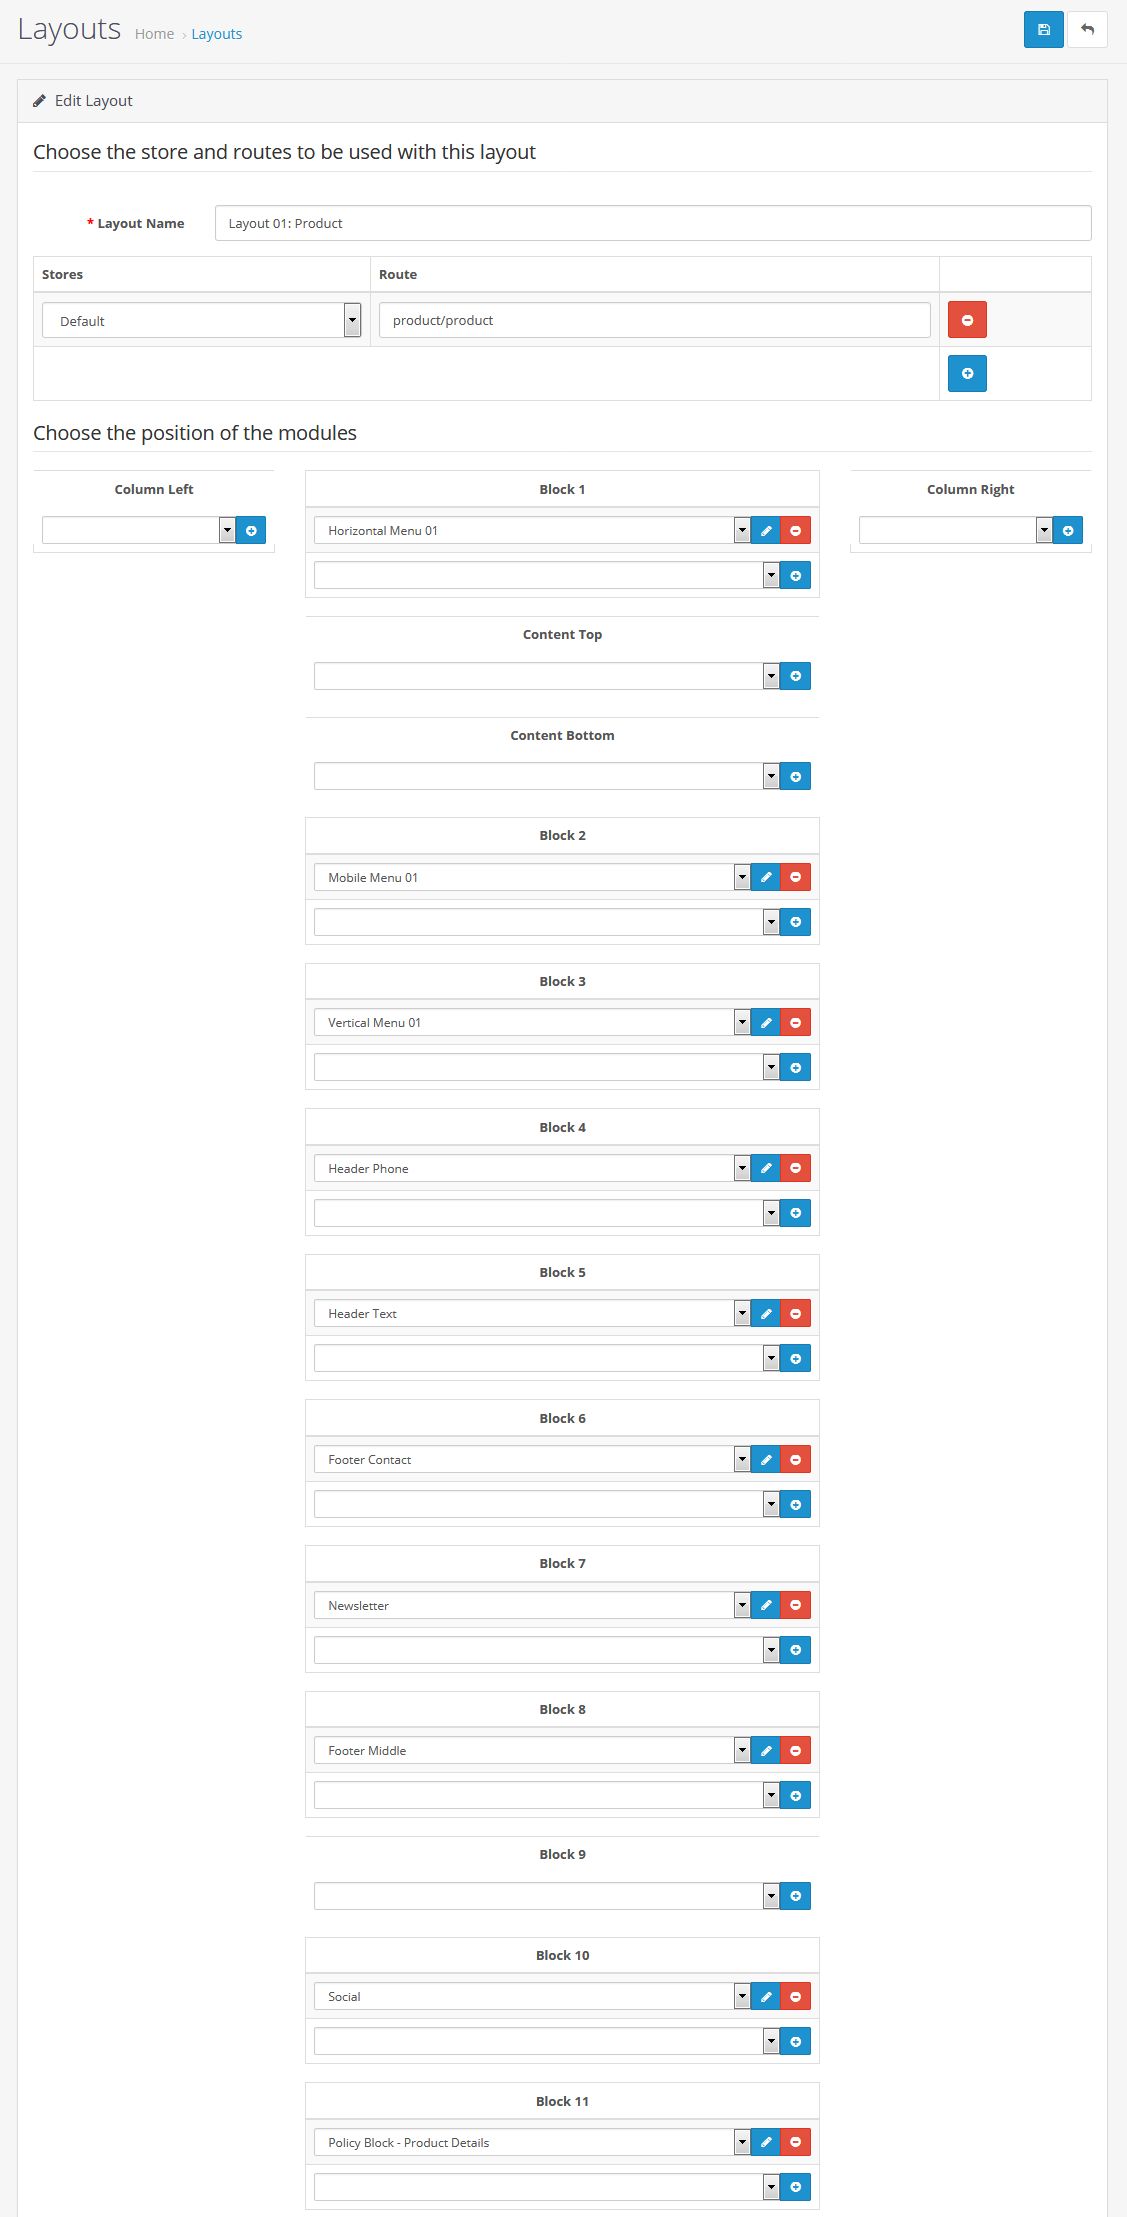 Layouts Home › Layouts
Edit Layout
Choose the store and routes to be used with this layout
* Layout Name Layout 01: Product
Stores Route
Default product/product
Choose the position of the modules
Column Left Block 1 Column Right
Horizontal Menu 01
Content Top
Content Bottom
Block 2
Mobile Menu 01
Block 3
Vertical Menu 01
Block 4
Header Phone
Block 5
Header Text
Block 6
Footer Contact
Block 7
Newsletter
Block 8
Footer Middle
Block 9
Block 10
Social
Block 11
Policy Block - Product Details